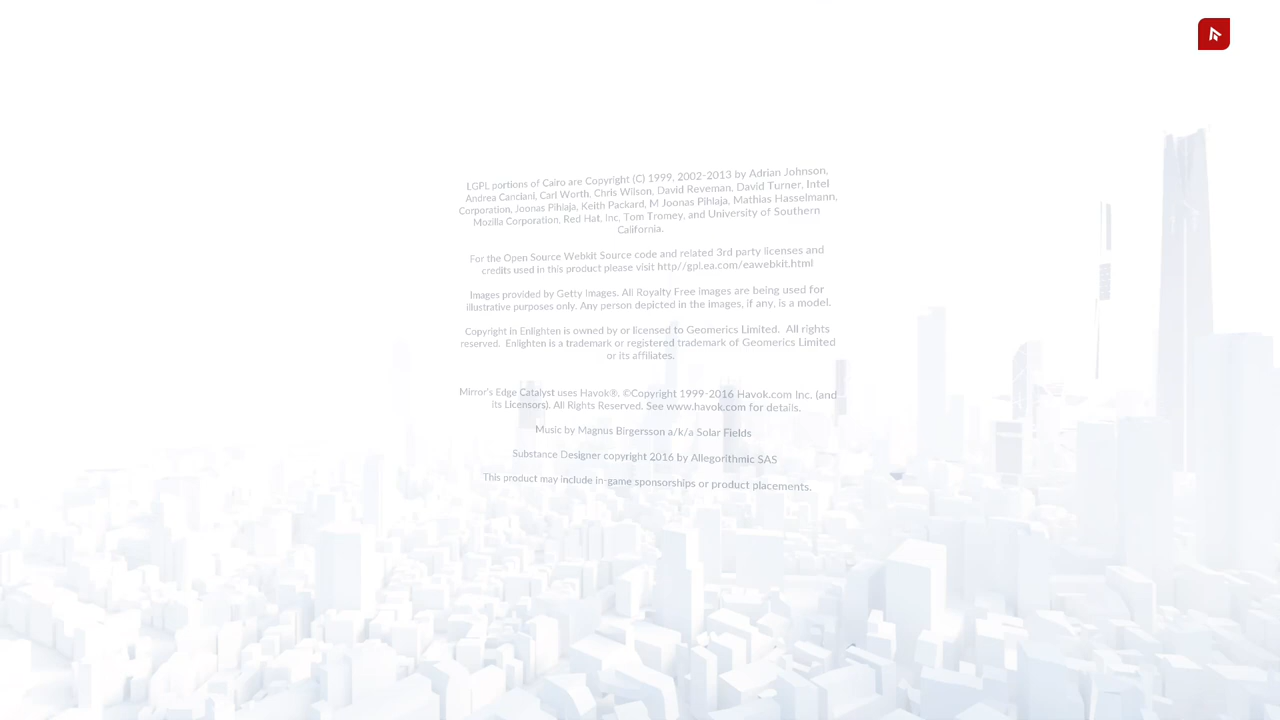 LGPL portions of Cairo are Copyright (C) 1999, 2002-2013 by Adrian Johnson,
Andrea Canciani, Carl Worth, Chris Wilson, David Reveman, David Turner, Intel
Corporation, Joonas Pihlaja, Keith Packard, M Joonas Pihlaja, Mathias Hasselmann,
Mozilla Corporation, Red Hat, Inc, Tom Tromey, and University of Southern
California.
For the Open Source Webkit Source code and related 3rd party licenses and
credits used in this product please visit http//gpl.ea.com/eawebkit.html
Images provided by Getty Images. All Royalty Free images are being used for
illustrative purposes only. Any person depicted in the images, if any, is a model.
Copyright in Enlighten is owned by or licensed to Geomerics Limited.  All rights
reserved.  Enlighten is a trademark or registered trademark of Geomerics Limited
or its affiliates.
Mirror's Edge Catalyst uses Havok®. ©Copyright 1999-2016 Havok.com Inc. (and
its Licensors). All Rights Reserved. See www.havok.com for details.
Music by Magnus Birgersson a/k/a Solar Fields
Substance Designer copyright 2016 by Allegorithmic SAS
This product may include in-game sponsorships or product placements.